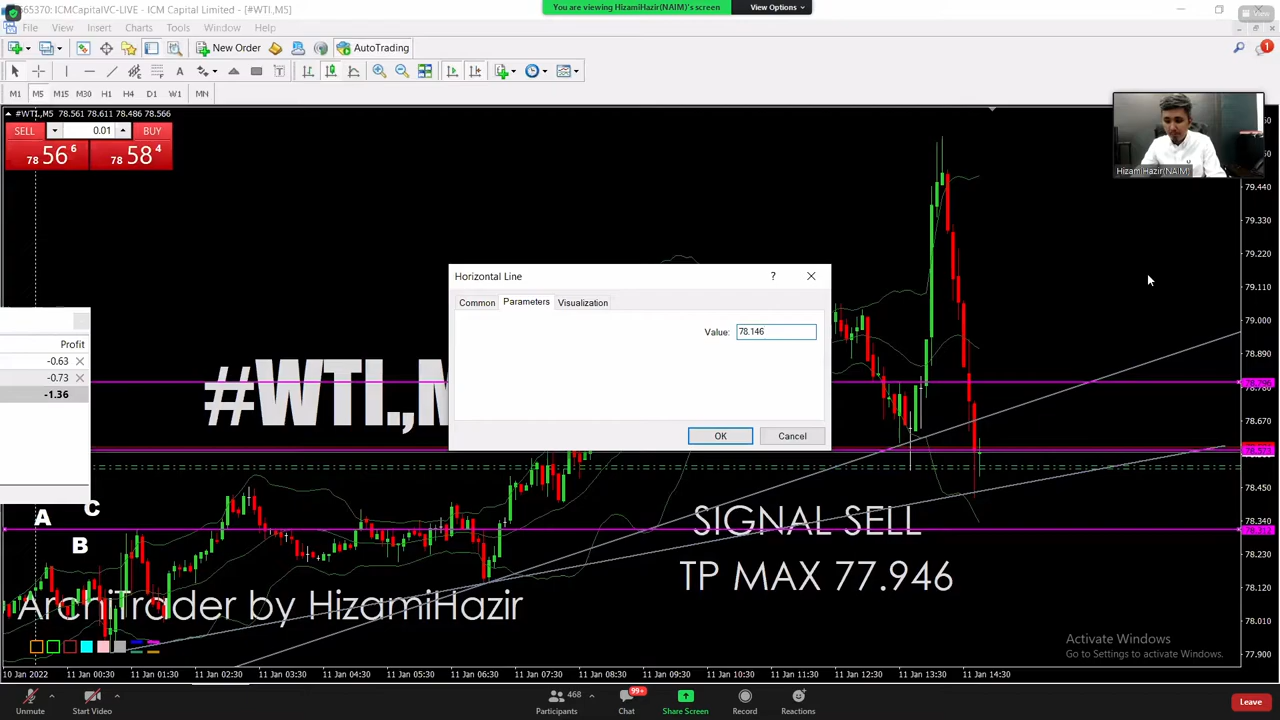 65370: ICMCapitalVC-LIVE - ICM Capital Limited - [#WTI,M5]
You are viewing HizamiHazir(NAIM)'s screen
View Options
View
File View Insert Charts Tools Window Help
New Order
AutoTrading
1
M1 M5 M15 M30 H1 H4 D1 W1 MN
#WTI.,M5 78.561 78.611 78.486 78.566
SELL 0.01 BUY
78 56 6
78 58 4
HizamiHazir(NAIM)
79.440
79.330
79.220
79.110
79.000
78.890
78.780
78.670
78.450
78.340
78.230
78.120
78.010
77.900
Horizontal Line
? ×
Common Parameters Visualization
Value: 78.146
OK Cancel
Profit
-0.63
-0.73
-1.36
#WTI.,M
A
C
B
SIGNAL SELL
TP MAX 77.946
ArchiTrader by HizamiHazir
Activate Windows
Go to Settings to activate Windows.
10 Jan 2022 11 Jan 00:30 11 Jan 01:30 11 Jan 02:30 11 Jan 03:30 11 Jan 04:30 11 Jan 05:30 11 Jan 06:30 11 Jan 07:30 11 Jan 08:30 11 Jan 09:30 11 Jan 10:30 11 Jan 11:30 11 Jan 12:30 11 Jan 13:30 11 Jan 14:30
Unmute
Start Video
468
Participants
99+
Chat
Share Screen
Record
Reactions
Leave